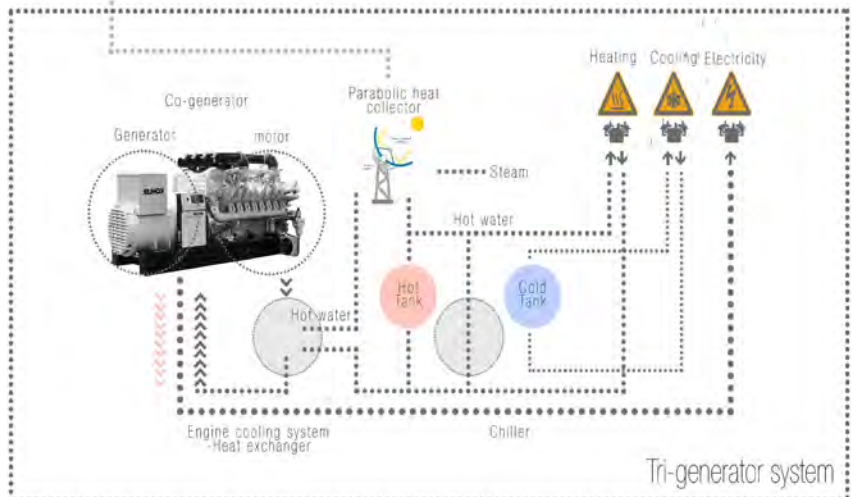 Heating Cooling Electricity
Co-generator
Parabolic heat
collector
Generator
motor
Steam
Hot water
Hot
Tank
Cold
Tank
Hot water
Engine cooling system
-Heat exchanger
Chiller
Tri-generator system